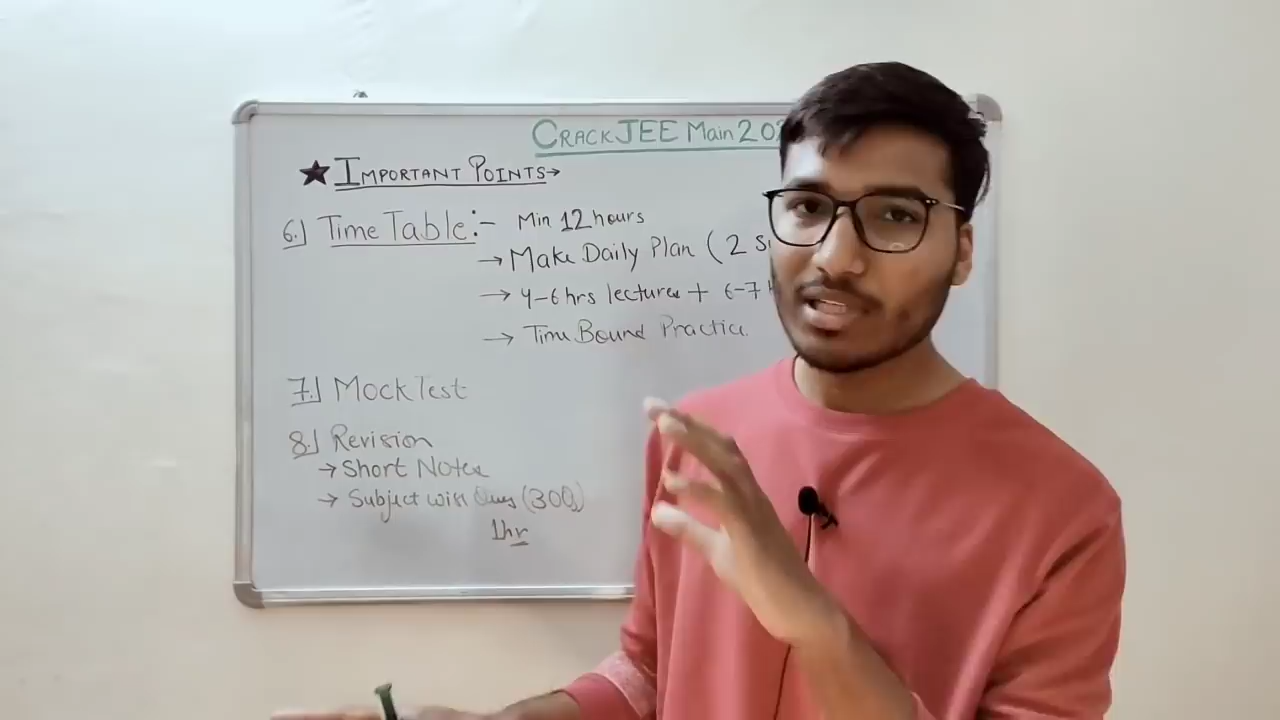 CRACK JEE Main 20
★ IMPORTANT POINTS→
6.] Time Table:- Min 12 hours
→ Make Daily Plan ( 2 S
→ 4-6 hrs lectures + 6-7
→ Time Bound Practice
7.] Mock Test
8.] Revision
→ Short Notes
→ Subject wise Ques (300)
1hr